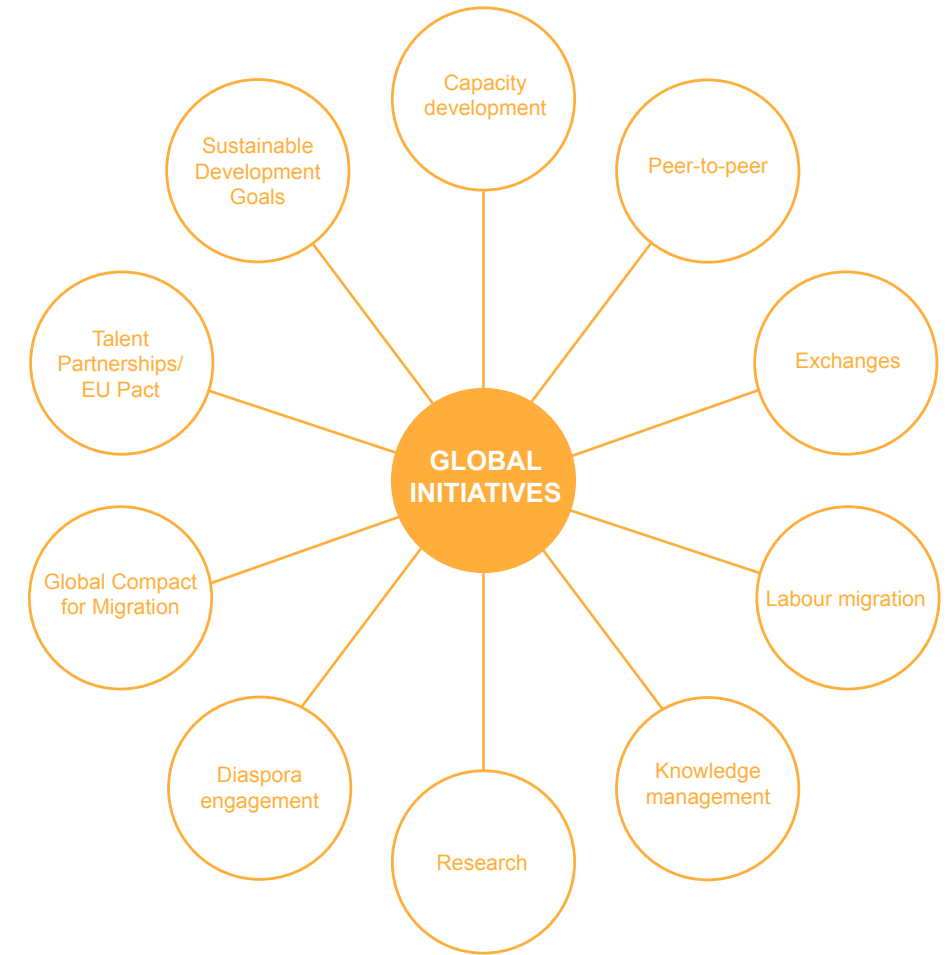 Capacity
development
Peer-to-peer
Exchanges
Labour migration
Knowledge
management
Research
Diaspora
engagement
Global Compact
for Migration
Talent
Partnerships/
EU Pact
Sustainable
Development
Goals
GLOBAL
INITIATIVES